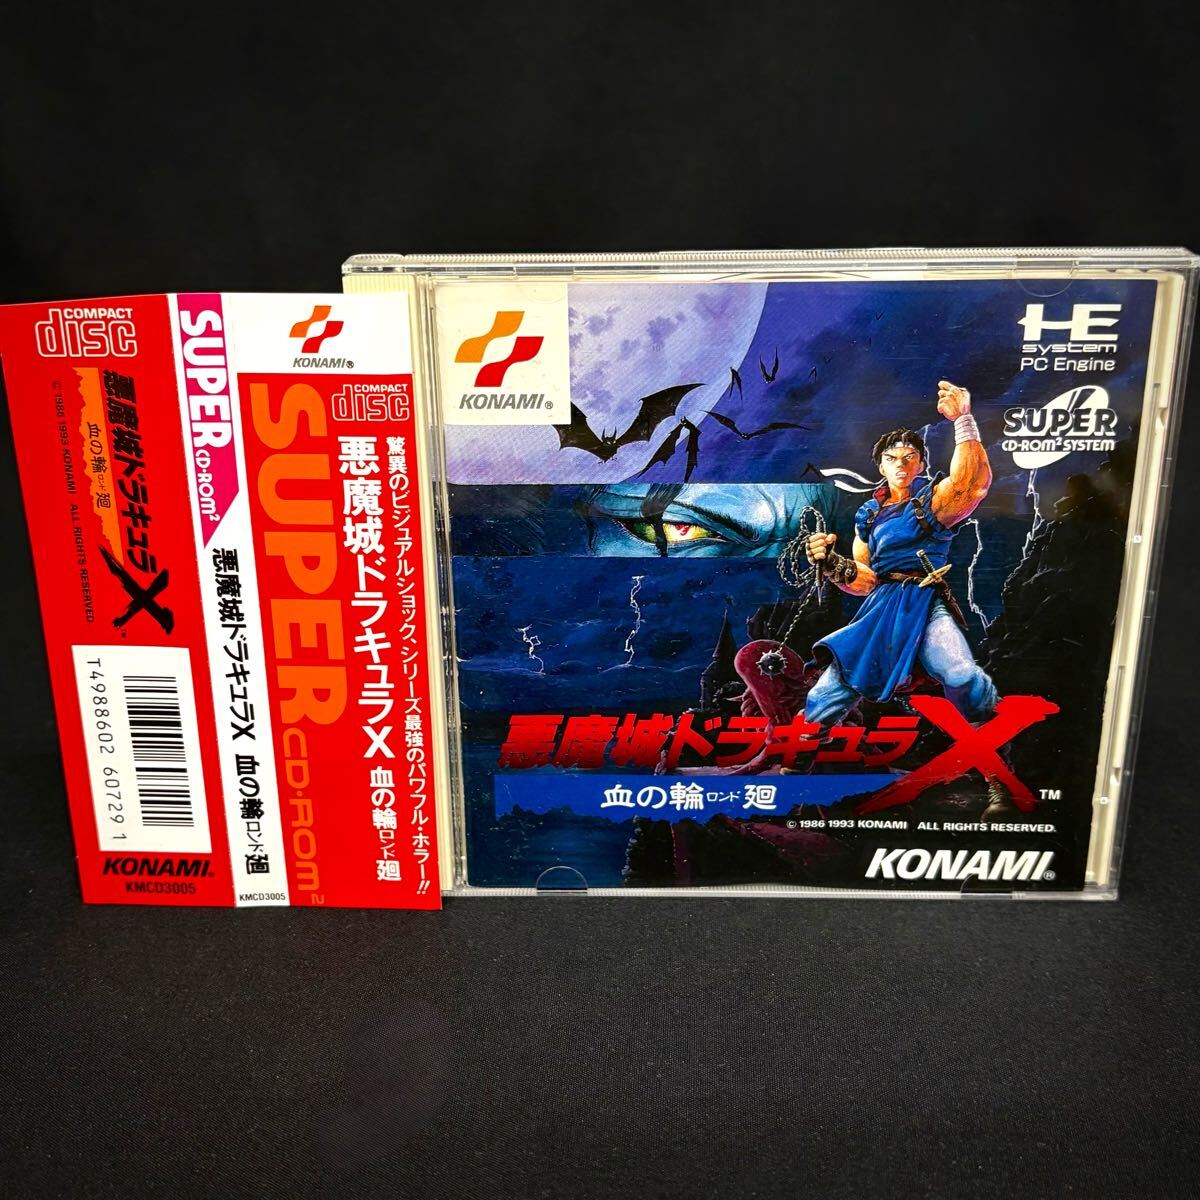 COMPACT
disc
悪魔城ドラキュラX™
血の輪ロンド廻
© 1986 1993 KONAMI ALL RIGHTS RESERVED.
T4988602 607291
KONAMI®
KMCD3005
SUPER CD-ROM²
悪魔城ドラキュラX 血の輪ロンド廻
KMCD3005
KONAMI®
SUPER CD-ROM²
COMPACT
disc
驚異のビジュアルショック、シリーズ最強のパワフル・ホラー!!
悪魔城ドラキュラX 血の輪ロンド廻
KONAMI®
HE
system
PC Engine
SUPER
CD-ROM² SYSTEM
悪魔城ドラキュラX™
血の輪ロンド廻
© 1986 1993 KONAMI ALL RIGHTS RESERVED.
KONAMI®